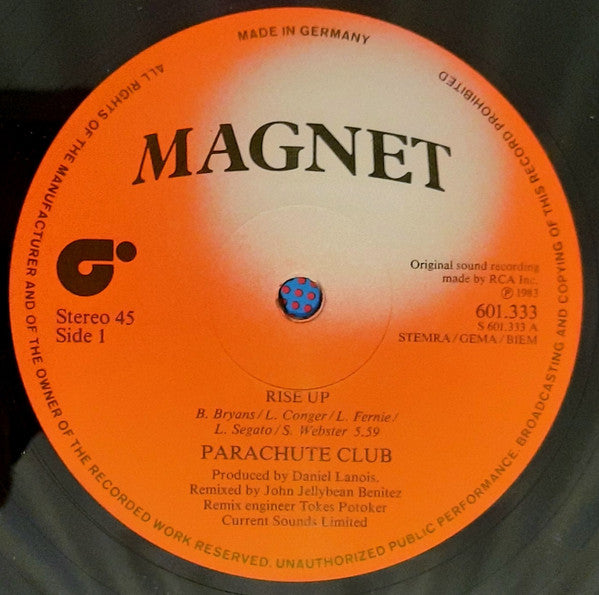 MADE IN GERMANY
ALL RIGHTS OF THE MANUFACTURER AND OF THE OWNER OF THE RECORDED WORK RESERVED. UNAUTHORIZED PUBLIC PERFORMANCE, BROADCASTING AND COPYING OF THIS RECORD PROHIBITED
MAGNET
Original sound recording
made by RCA Inc.
Ⓟ 1983
Stereo 45
Side 1
601.333
S 601.333 A
STEMRA/GEMA/BIEM
RISE UP
B. Bryans/L. Conger/L. Fernie/
L. Segato/S. Webster 5.59
PARACHUTE CLUB
Produced by Daniel Lanois.
Remixed by John Jellybean Benitez
Remix engineer Tokes Potoker
Current Sounds Limited